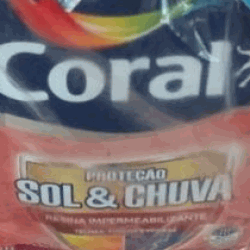 Coral
PROTEÇÃO
SOL & CHUVA
RESINA IMPERMEABILIZANTE